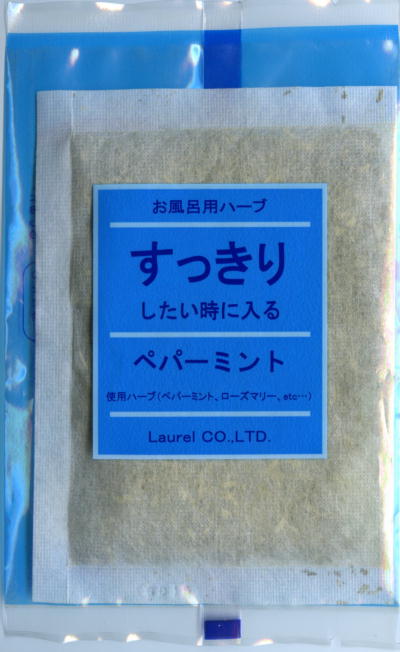 お風呂用ハーブ
すっきり
したい時に入る
ペパーミント
使用ハーブ(ペパーミント、ローズマリー、etc…)
Laurel CO.,LTD.